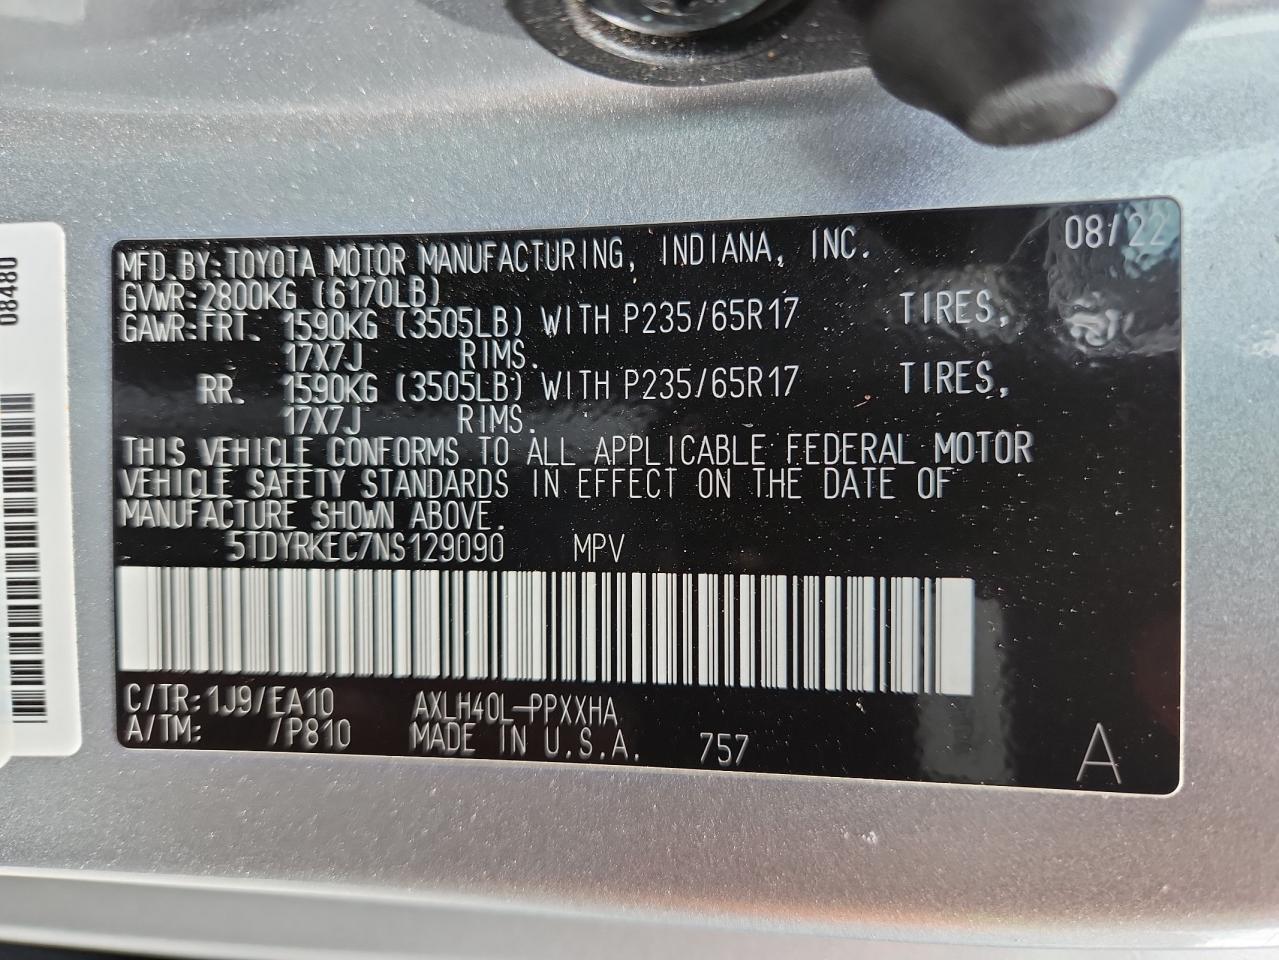 08480
08/22
MFD.BY:TOYOTA MOTOR MANUFACTURING, INDIANA, INC.
GVWR:2800KG (6170LB)
GAWR:FRT. 1590KG (3505LB) WITH P235/65R17 TIRES,
17X7J RIMS.
RR. 1590KG (3505LB) WITH P235/65R17 TIRES,
17X7J RIMS.
THIS VEHICLE CONFORMS TO ALL APPLICABLE FEDERAL MOTOR
VEHICLE SAFETY STANDARDS IN EFFECT ON THE DATE OF
MANUFACTURE SHOWN ABOVE.
5TDYRKEC7NS129090 MPV
C/TR:1J9/EA10 AXLH40L-PPXXHA
A/TM: /P810 MADE IN U.S.A. 757 A